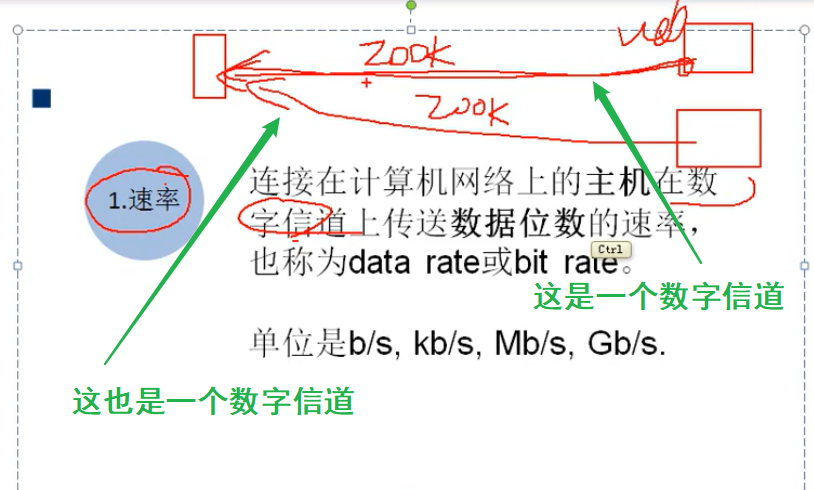 200K
200K
1.速率
连接在计算机网络上的主机在数
字信道上传送数据位数的速率，
也称为data rate或bit rate。
Ctrl
这是一个数字信道
单位是b/s, kb/s, Mb/s, Gb/s.
这也是一个数字信道